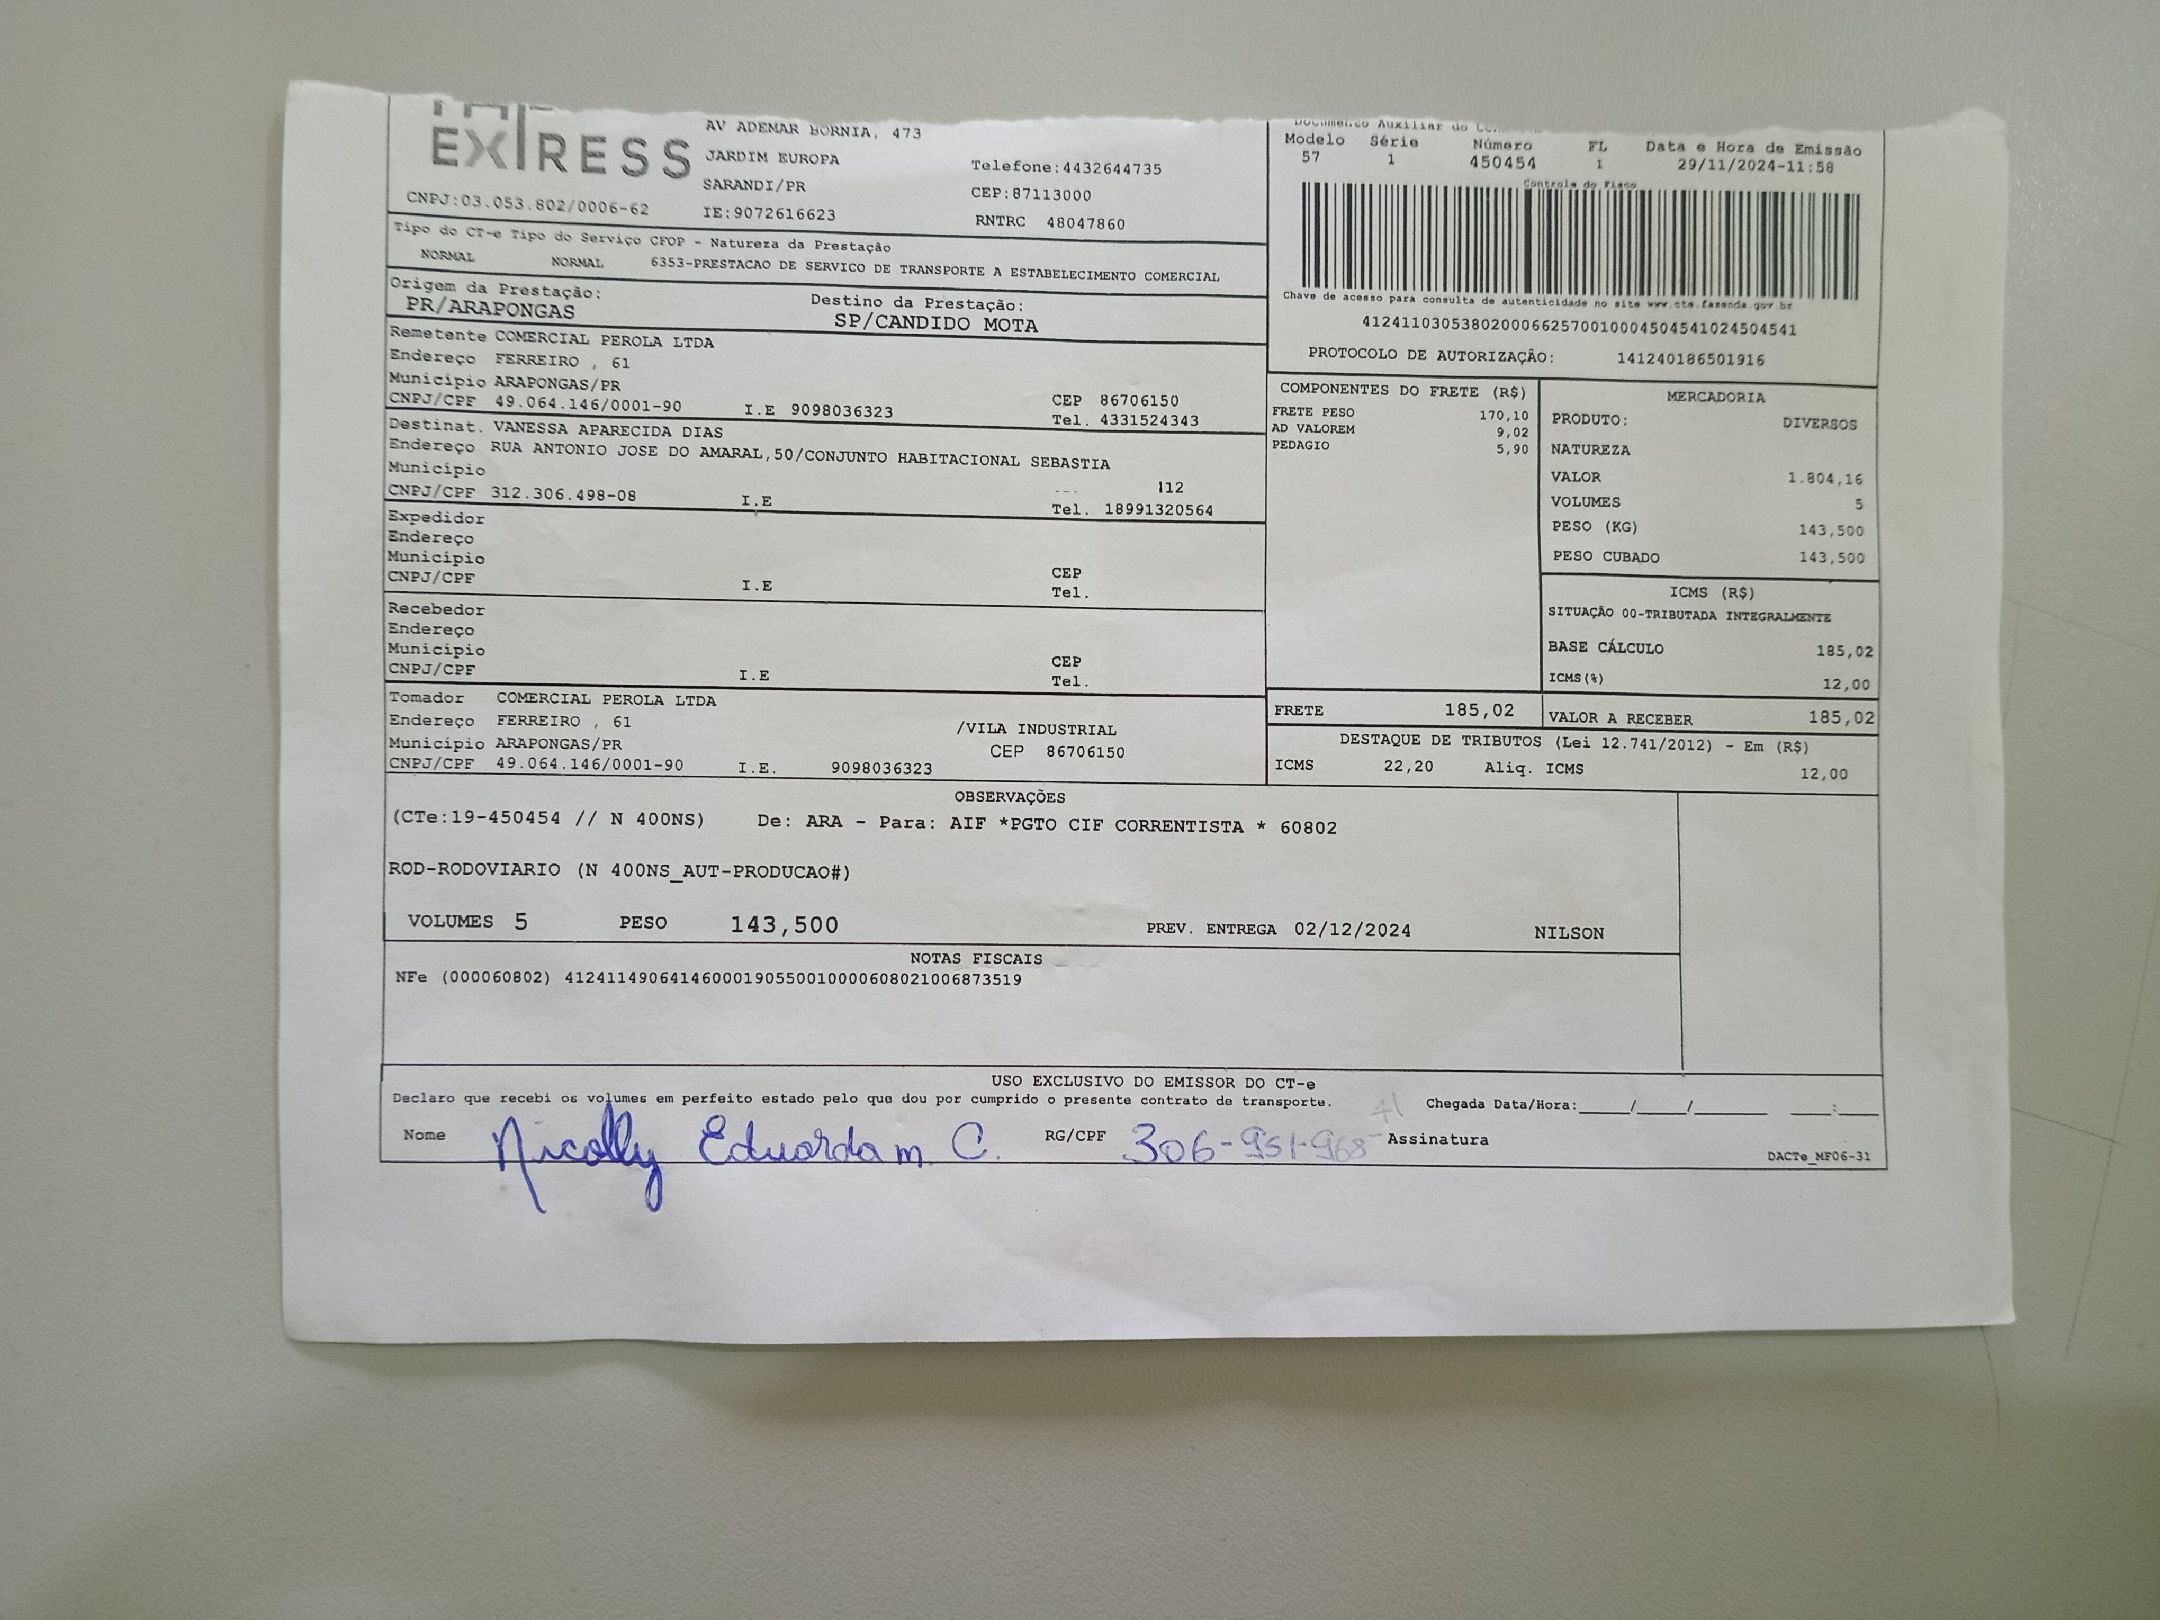 EXPRESS
AV ADEMAR BORNIA, 473
JARDIM EUROPA
SARANDI/PR
IE:9072616623
Telefone:4432644735
CEP:87113000
RNTRC 48047860
CNPJ:03.053.802/0006-62
Documento Auxiliar do
Modelo Série Número FL Data e Hora de Emissão
57 1 450454 1 29/11/2024-11:58
Controle do Fisco
Chave de acesso para consulta de autenticidade no site www.cte.fazenda.gov.br
41241103053802000662570010004504541024504541
PROTOCOLO DE AUTORIZAÇÃO: 141240186501916
Tipo do CT-e Tipo do Serviço CFOP - Natureza da Prestação
NORMAL NORMAL 6353-PRESTACAO DE SERVICO DE TRANSPORTE A ESTABELECIMENTO COMERCIAL
Origem da Prestação: Destino da Prestação:
PR/ARAPONGAS SP/CANDIDO MOTA
Remetente COMERCIAL PEROLA LTDA
Endereço FERREIRO , 61
Município ARAPONGAS/PR CEP 86706150
CNPJ/CPF 49.064.146/0001-90 I.E 9098036323 Tel. 4331524343
Destinat. VANESSA APARECIDA DIAS
Endereço RUA ANTONIO JOSE DO AMARAL,50/CONJUNTO HABITACIONAL SEBASTIA
Município 112
CNPJ/CPF 312.306.498-08 I.E Tel. 18991320564
Expedidor
Endereço
Município CEP
CNPJ/CPF I.E Tel.
Recebedor
Endereço
Município CEP
CNPJ/CPF I.E Tel.
Tomador COMERCIAL PEROLA LTDA
Endereço FERREIRO , 61 /VILA INDUSTRIAL
Município ARAPONGAS/PR CEP 86706150
CNPJ/CPF 49.064.146/0001-90 I.E. 9098036323
COMPONENTES DO FRETE (R$)
FRETE PESO 170,10
AD VALOREM 9,02
PEDAGIO 5,90
MERCADORIA
PRODUTO: DIVERSOS
NATUREZA
VALOR 1.804,16
VOLUMES 5
PESO (KG) 143,500
PESO CUBADO 143,500
ICMS (R$)
SITUAÇÃO 00-TRIBUTADA INTEGRALMENTE
BASE CÁLCULO 185,02
ICMS(%) 12,00
FRETE 185,02 VALOR A RECEBER 185,02
DESTAQUE DE TRIBUTOS (Lei 12.741/2012) - Em (R$)
ICMS 22,20 Aliq. ICMS 12,00
OBSERVAÇÕES
(CTe:19-450454 // N 400NS) De: ARA - Para: AIF *PGTO CIF CORRENTISTA * 60802
ROD-RODOVIARIO (N 400NS_AUT-PRODUCAO#)
VOLUMES 5 PESO 143,500 PREV. ENTREGA 02/12/2024 NILSON
NOTAS FISCAIS
NFe (000060802) 41241149064146000190550010000608021006873519
USO EXCLUSIVO DO EMISSOR DO CT-e
Declaro que recebi os volumes em perfeito estado pelo que dou por cumprido o presente contrato de transporte. Chegada Data/Hora:_____/_____/_______ ____:____
Nome Nicolly Eduarda m. C. RG/CPF 306-951-968-41 Assinatura
DACTe_MF06-31